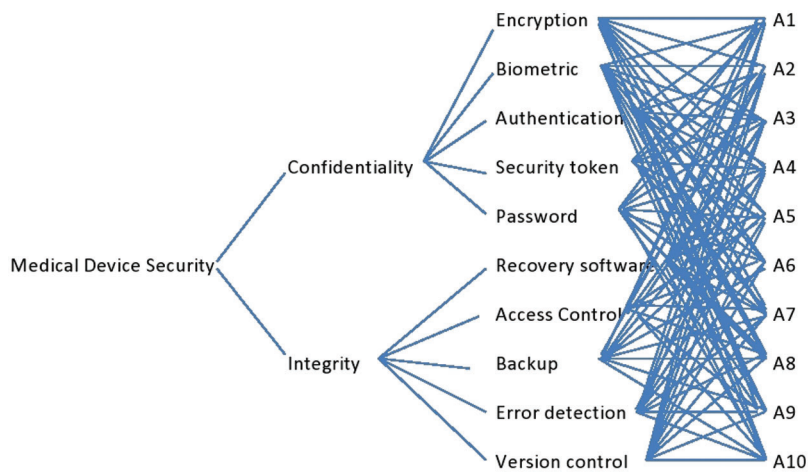 Encryption
A1
Biometric
A2
Authentication
A3
Confidentiality
Security token
A4
Password
A5
Medical Device Security
Recovery software
A6
Access Control
A7
Integrity
Backup
A8
Error detection
A9
Version control
A10